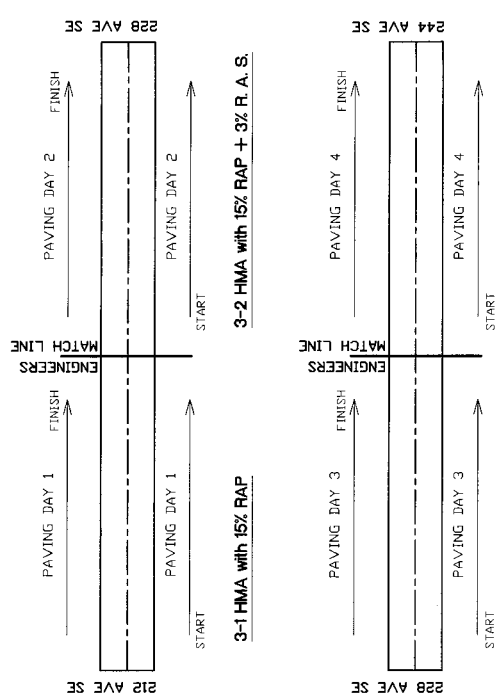 212 AVE SE
PAVING DAY 1
FINISH
ENGINEERS
MATCH LINE
PAVING DAY 2
FINISH
228 AVE SE
START
PAVING DAY 1
START
PAVING DAY 2
3-1 HMA with 15% RAP
3-2 HMA with 15% RAP + 3% R. A. S.
228 AVE SE
PAVING DAY 3
FINISH
ENGINEERS
MATCH LINE
PAVING DAY 4
FINISH
244 AVE SE
START
PAVING DAY 3
START
PAVING DAY 4